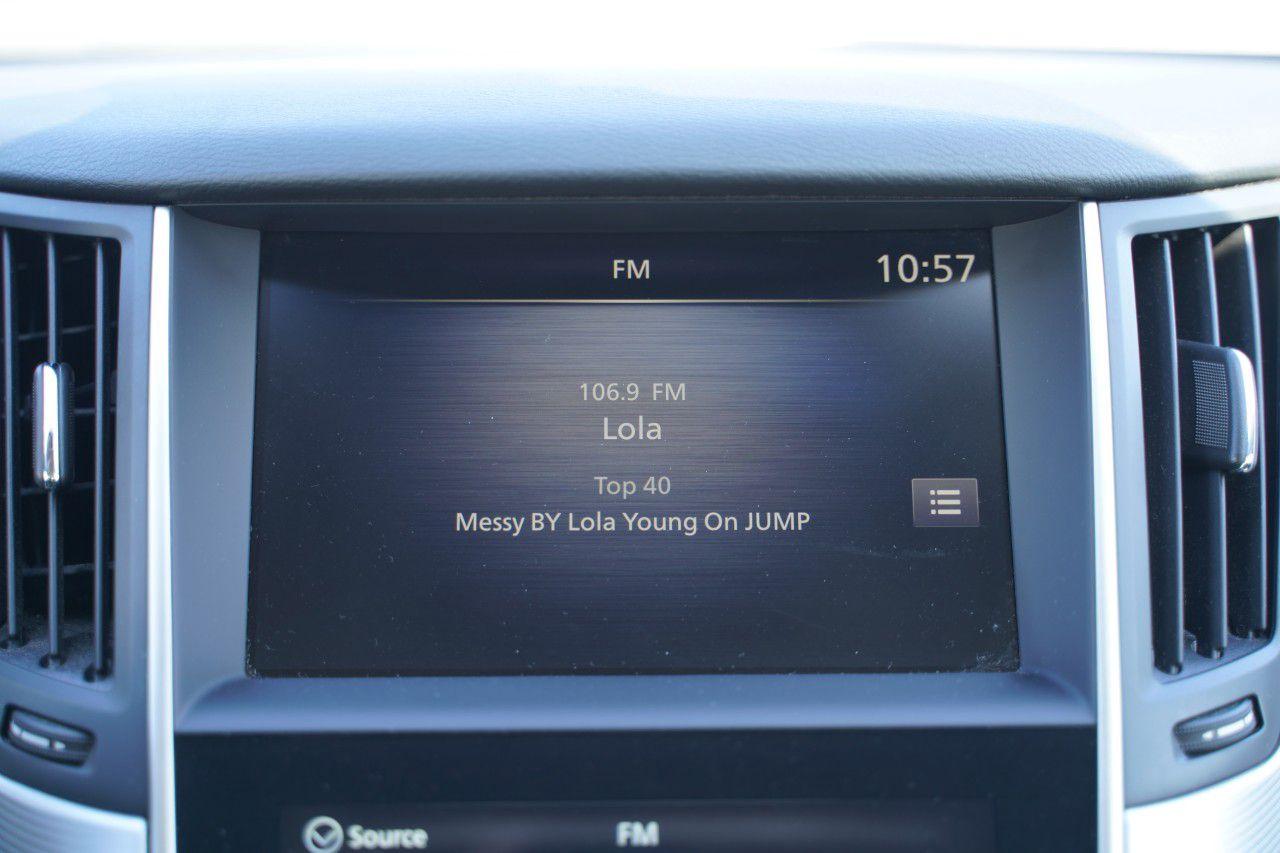 FM 10:57
106.9 FM
Lola
Top 40
Messy BY Lola Young On JUMP
Source FM